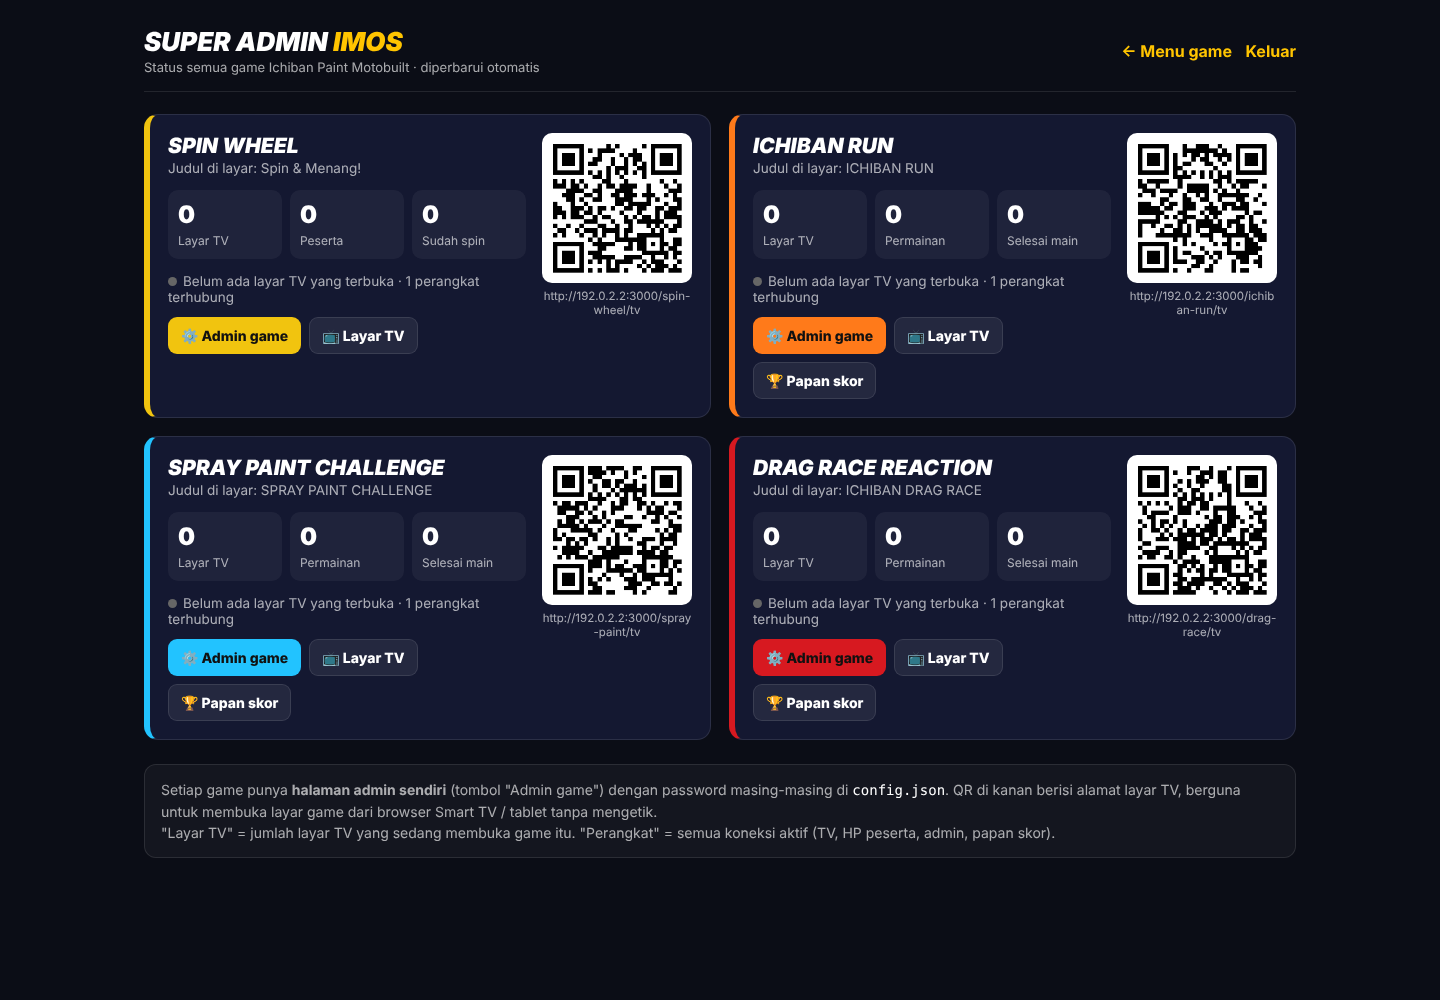 SUPER ADMIN IMOS
Status semua game Ichiban Paint Motobuilt · diperbarui otomatis
← Menu game Keluar
SPIN WHEEL
Judul di layar: Spin & Menang!
0 0 0
Layar TV Peserta Sudah spin
Belum ada layar TV yang terbuka · 1 perangkat
terhubung
⚙️ Admin game 📺 Layar TV
http://192.0.2.2:3000/spin-
wheel/tv
ICHIBAN RUN
Judul di layar: ICHIBAN RUN
0 0 0
Layar TV Permainan Selesai main
Belum ada layar TV yang terbuka · 1 perangkat
terhubung
⚙️ Admin game 📺 Layar TV
🏆 Papan skor
http://192.0.2.2:3000/ichib
an-run/tv
SPRAY PAINT CHALLENGE
Judul di layar: SPRAY PAINT CHALLENGE
0 0 0
Layar TV Permainan Selesai main
Belum ada layar TV yang terbuka · 1 perangkat
terhubung
⚙️ Admin game 📺 Layar TV
🏆 Papan skor
http://192.0.2.2:3000/spray
-paint/tv
DRAG RACE REACTION
Judul di layar: ICHIBAN DRAG RACE
0 0 0
Layar TV Permainan Selesai main
Belum ada layar TV yang terbuka · 1 perangkat
terhubung
⚙️ Admin game 📺 Layar TV
🏆 Papan skor
http://192.0.2.2:3000/drag-
race/tv
Setiap game punya halaman admin sendiri (tombol "Admin game") dengan password masing-masing di config.json. QR di kanan berisi alamat layar TV, berguna
untuk membuka layar game dari browser Smart TV / tablet tanpa mengetik.
"Layar TV" = jumlah layar TV yang sedang membuka game itu. "Perangkat" = semua koneksi aktif (TV, HP peserta, admin, papan skor).